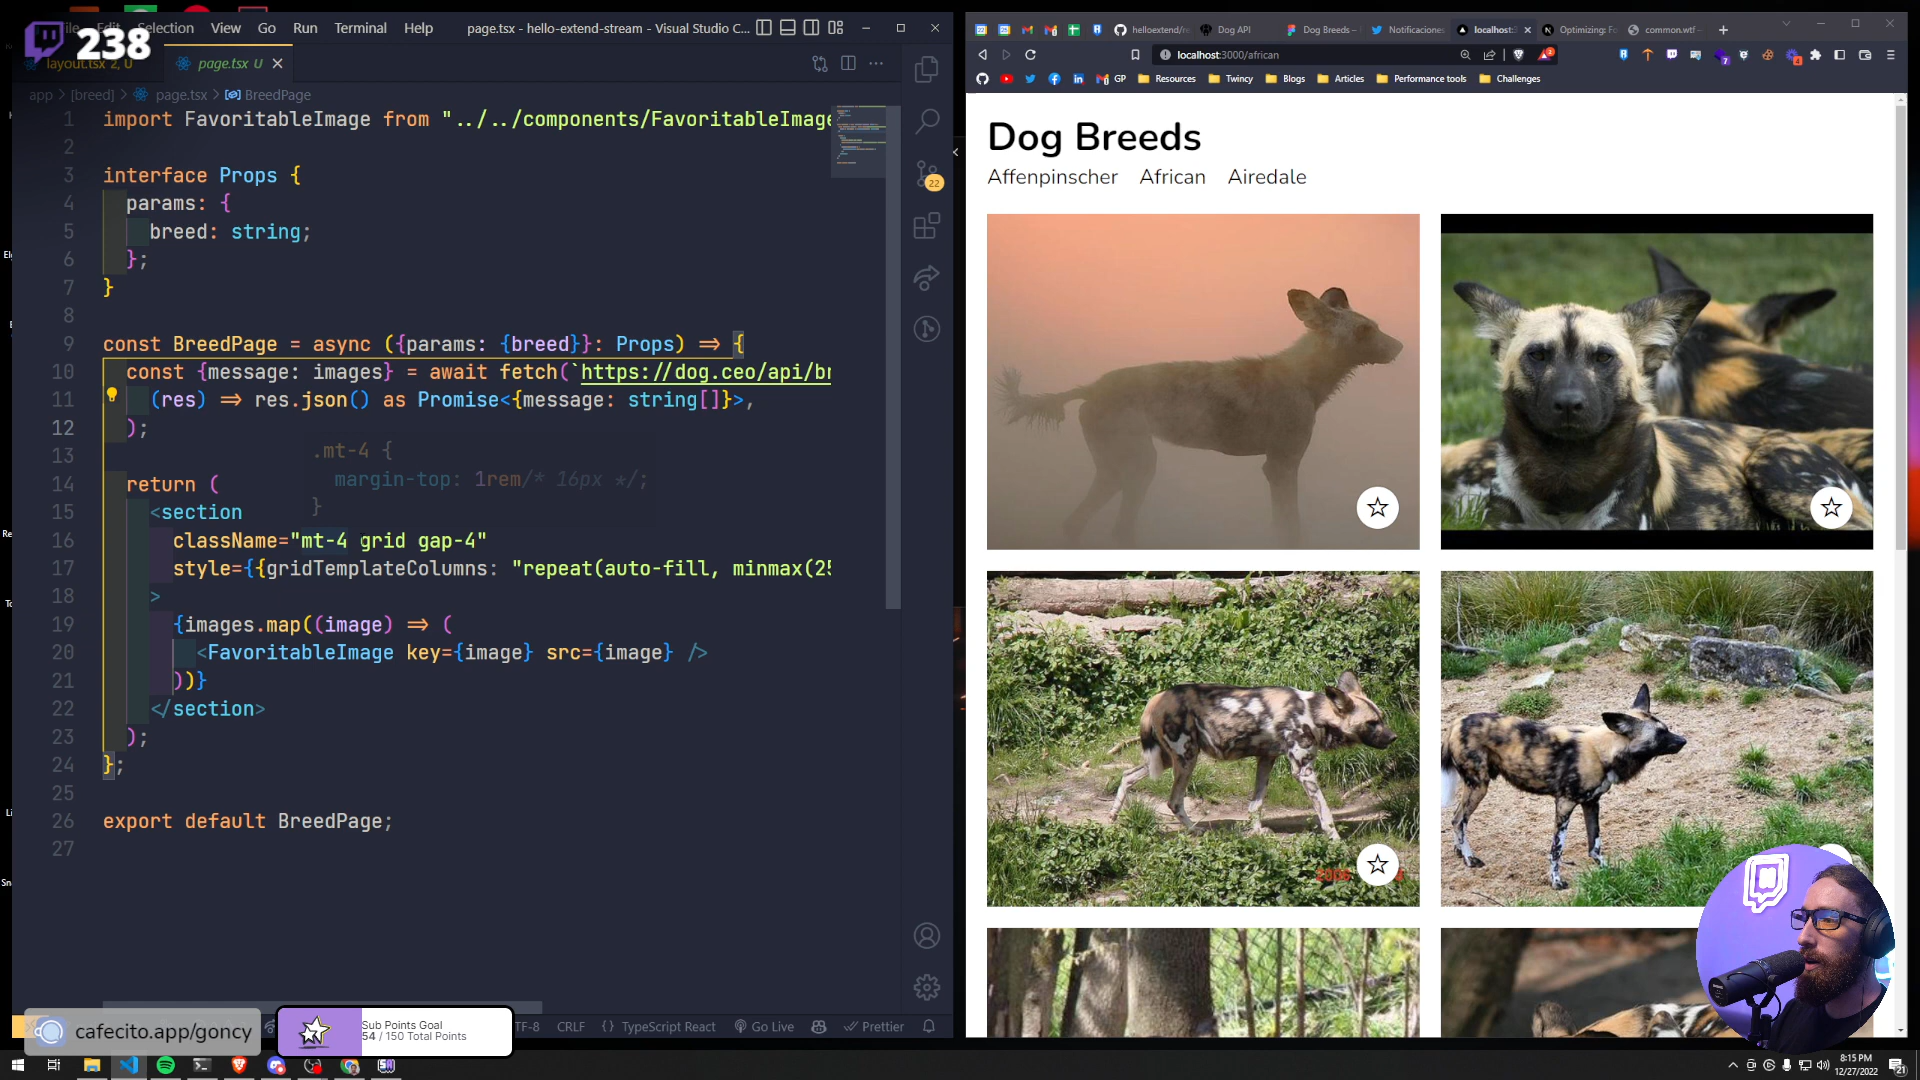 238
File Edit Selection View Go Run Terminal Help
page.tsx - hello-extend-stream - Visual Studio C...
layout.tsx 2, U
page.tsx U
app > [breed] > page.tsx > BreedPage
1 import FavoritableImage from "../../components/FavoritableImage
2
3 interface Props {
4 params: {
5 breed: string;
6 };
7 }
8
9 const BreedPage = async ({params: {breed}}: Props) => {
10 const {message: images} = await fetch(`https://dog.ceo/api/br
11 (res) => res.json() as Promise<{message: string[]}>,
12 );
13
.mt-4 {
margin-top: 1rem/* 16px */;
}
14 return (
15 <section
16 className="mt-4 grid gap-4"
17 style={{gridTemplateColumns: "repeat(auto-fill, minmax(25
18 >
19 {images.map((image) => (
20 <FavoritableImage key={image} src={image} />
21 ))}
22 </section>
23 );
24 };
25
26 export default BreedPage;
27
22
cafecito.app/goncy
Sub Points Goal
54 / 150 Total Points
TF-8 CRLF {} TypeScript React Go Live Prettier
helloextend/n
Dog API
Dog Breeds –
Notificaciones
localhost:3
Optimizing: Fo
common.wtf
localhost:3000/african
GP Resources Twincy Blogs Articles Performance tools Challenges
Dog Breeds
Affenpinscher African Airedale
8:15 PM
12/27/2022
21